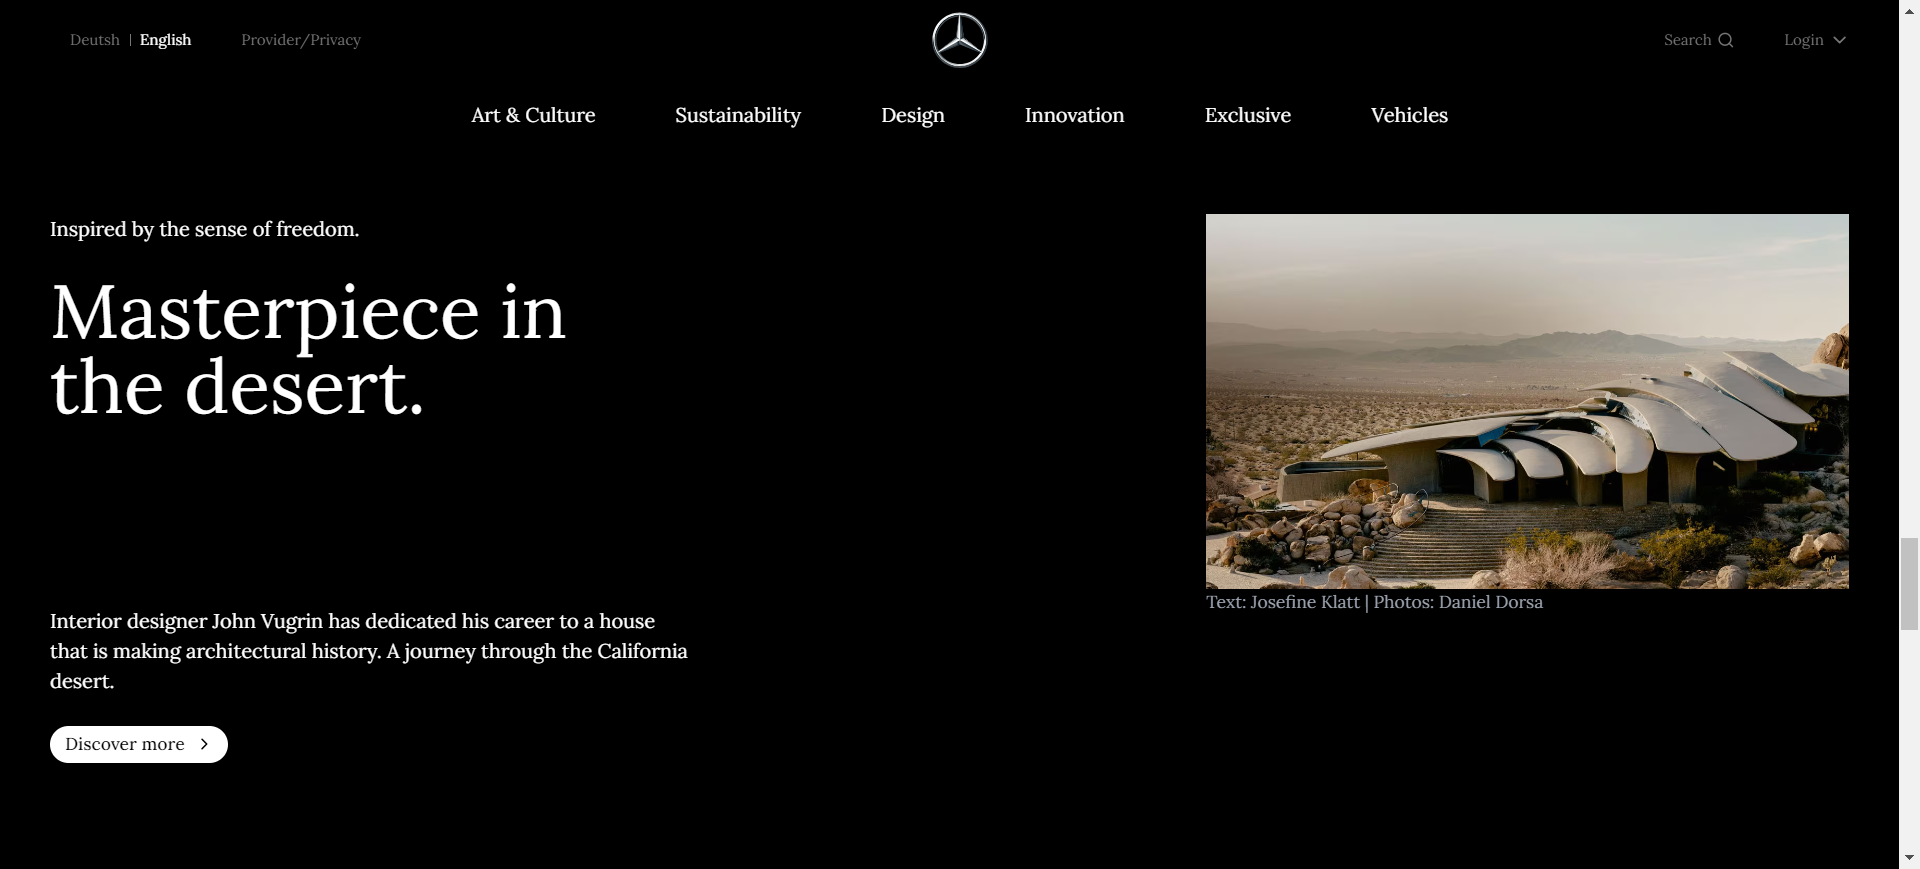 Deutsh | English
Provider/Privacy
Search
Login
Art & Culture
Sustainability
Design
Innovation
Exclusive
Vehicles
Inspired by the sense of freedom.
Masterpiece in
the desert.
Text: Josefine Klatt | Photos: Daniel Dorsa
Interior designer John Vugrin has dedicated his career to a house
that is making architectural history. A journey through the California
desert.
Discover more